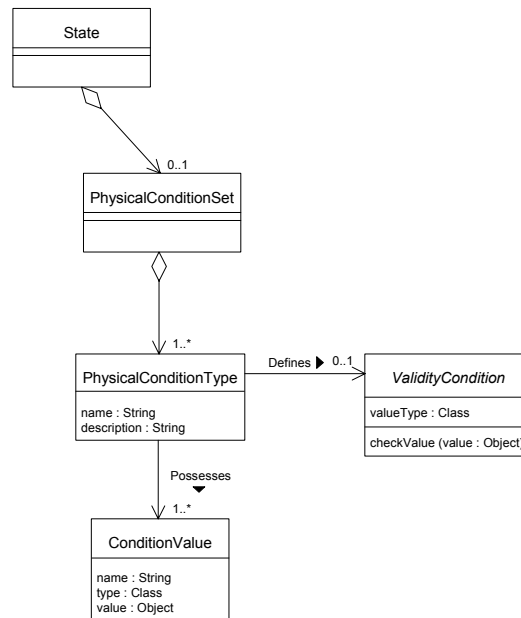 State
0..1
PhysicalConditionSet
1..*
PhysicalConditionType
name : String
description : String
Defines
0..1
ValidityCondition
valueType : Class
checkValue (value : Object)
Possesses
1..*
ConditionValue
name : String
type : Class
value : Object